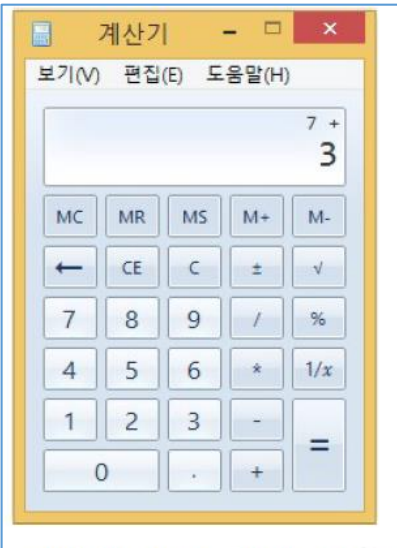 계산기
보기(V) 편집(E) 도움말(H)
7 +
3
MC MR MS M+ M-
← CE C ± √
7 8 9 / %
4 5 6 * 1/x
1 2 3 - =
0 . +